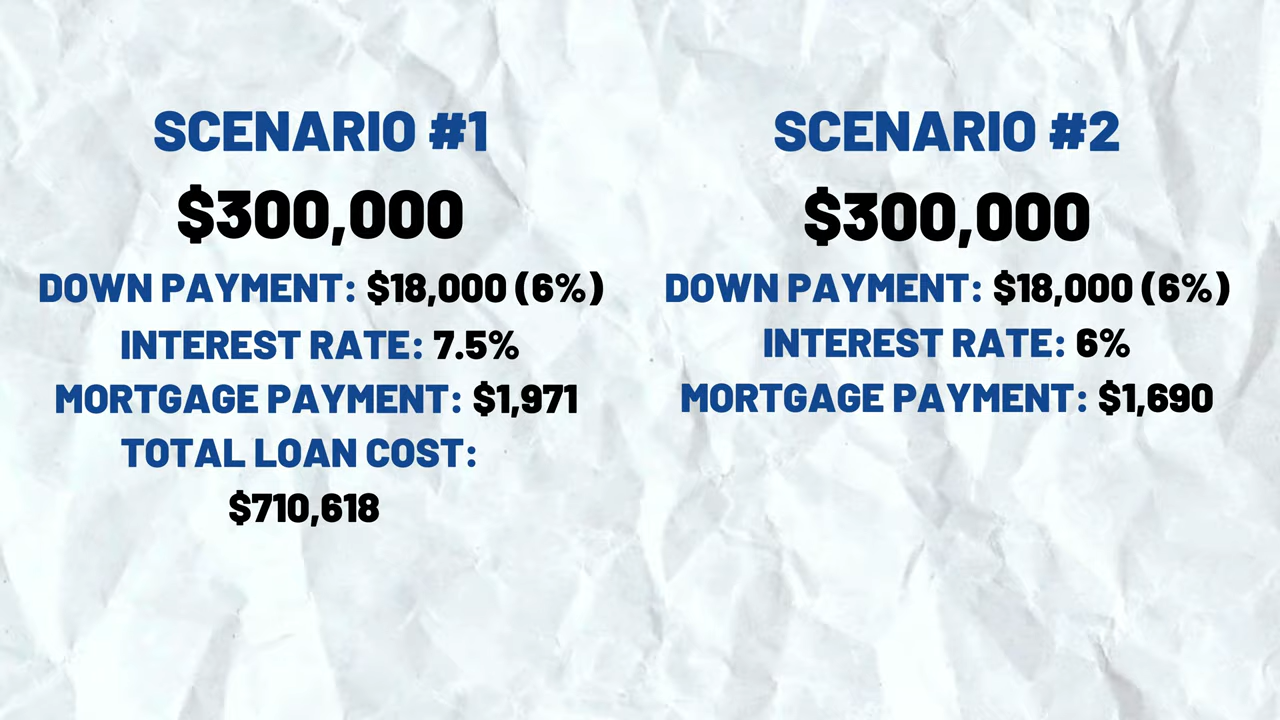 SCENARIO #1
$300,000
DOWN PAYMENT: $18,000 (6%)
INTEREST RATE: 7.5%
MORTGAGE PAYMENT: $1,971
TOTAL LOAN COST:
$710,618
SCENARIO #2
$300,000
DOWN PAYMENT: $18,000 (6%)
INTEREST RATE: 6%
MORTGAGE PAYMENT: $1,690